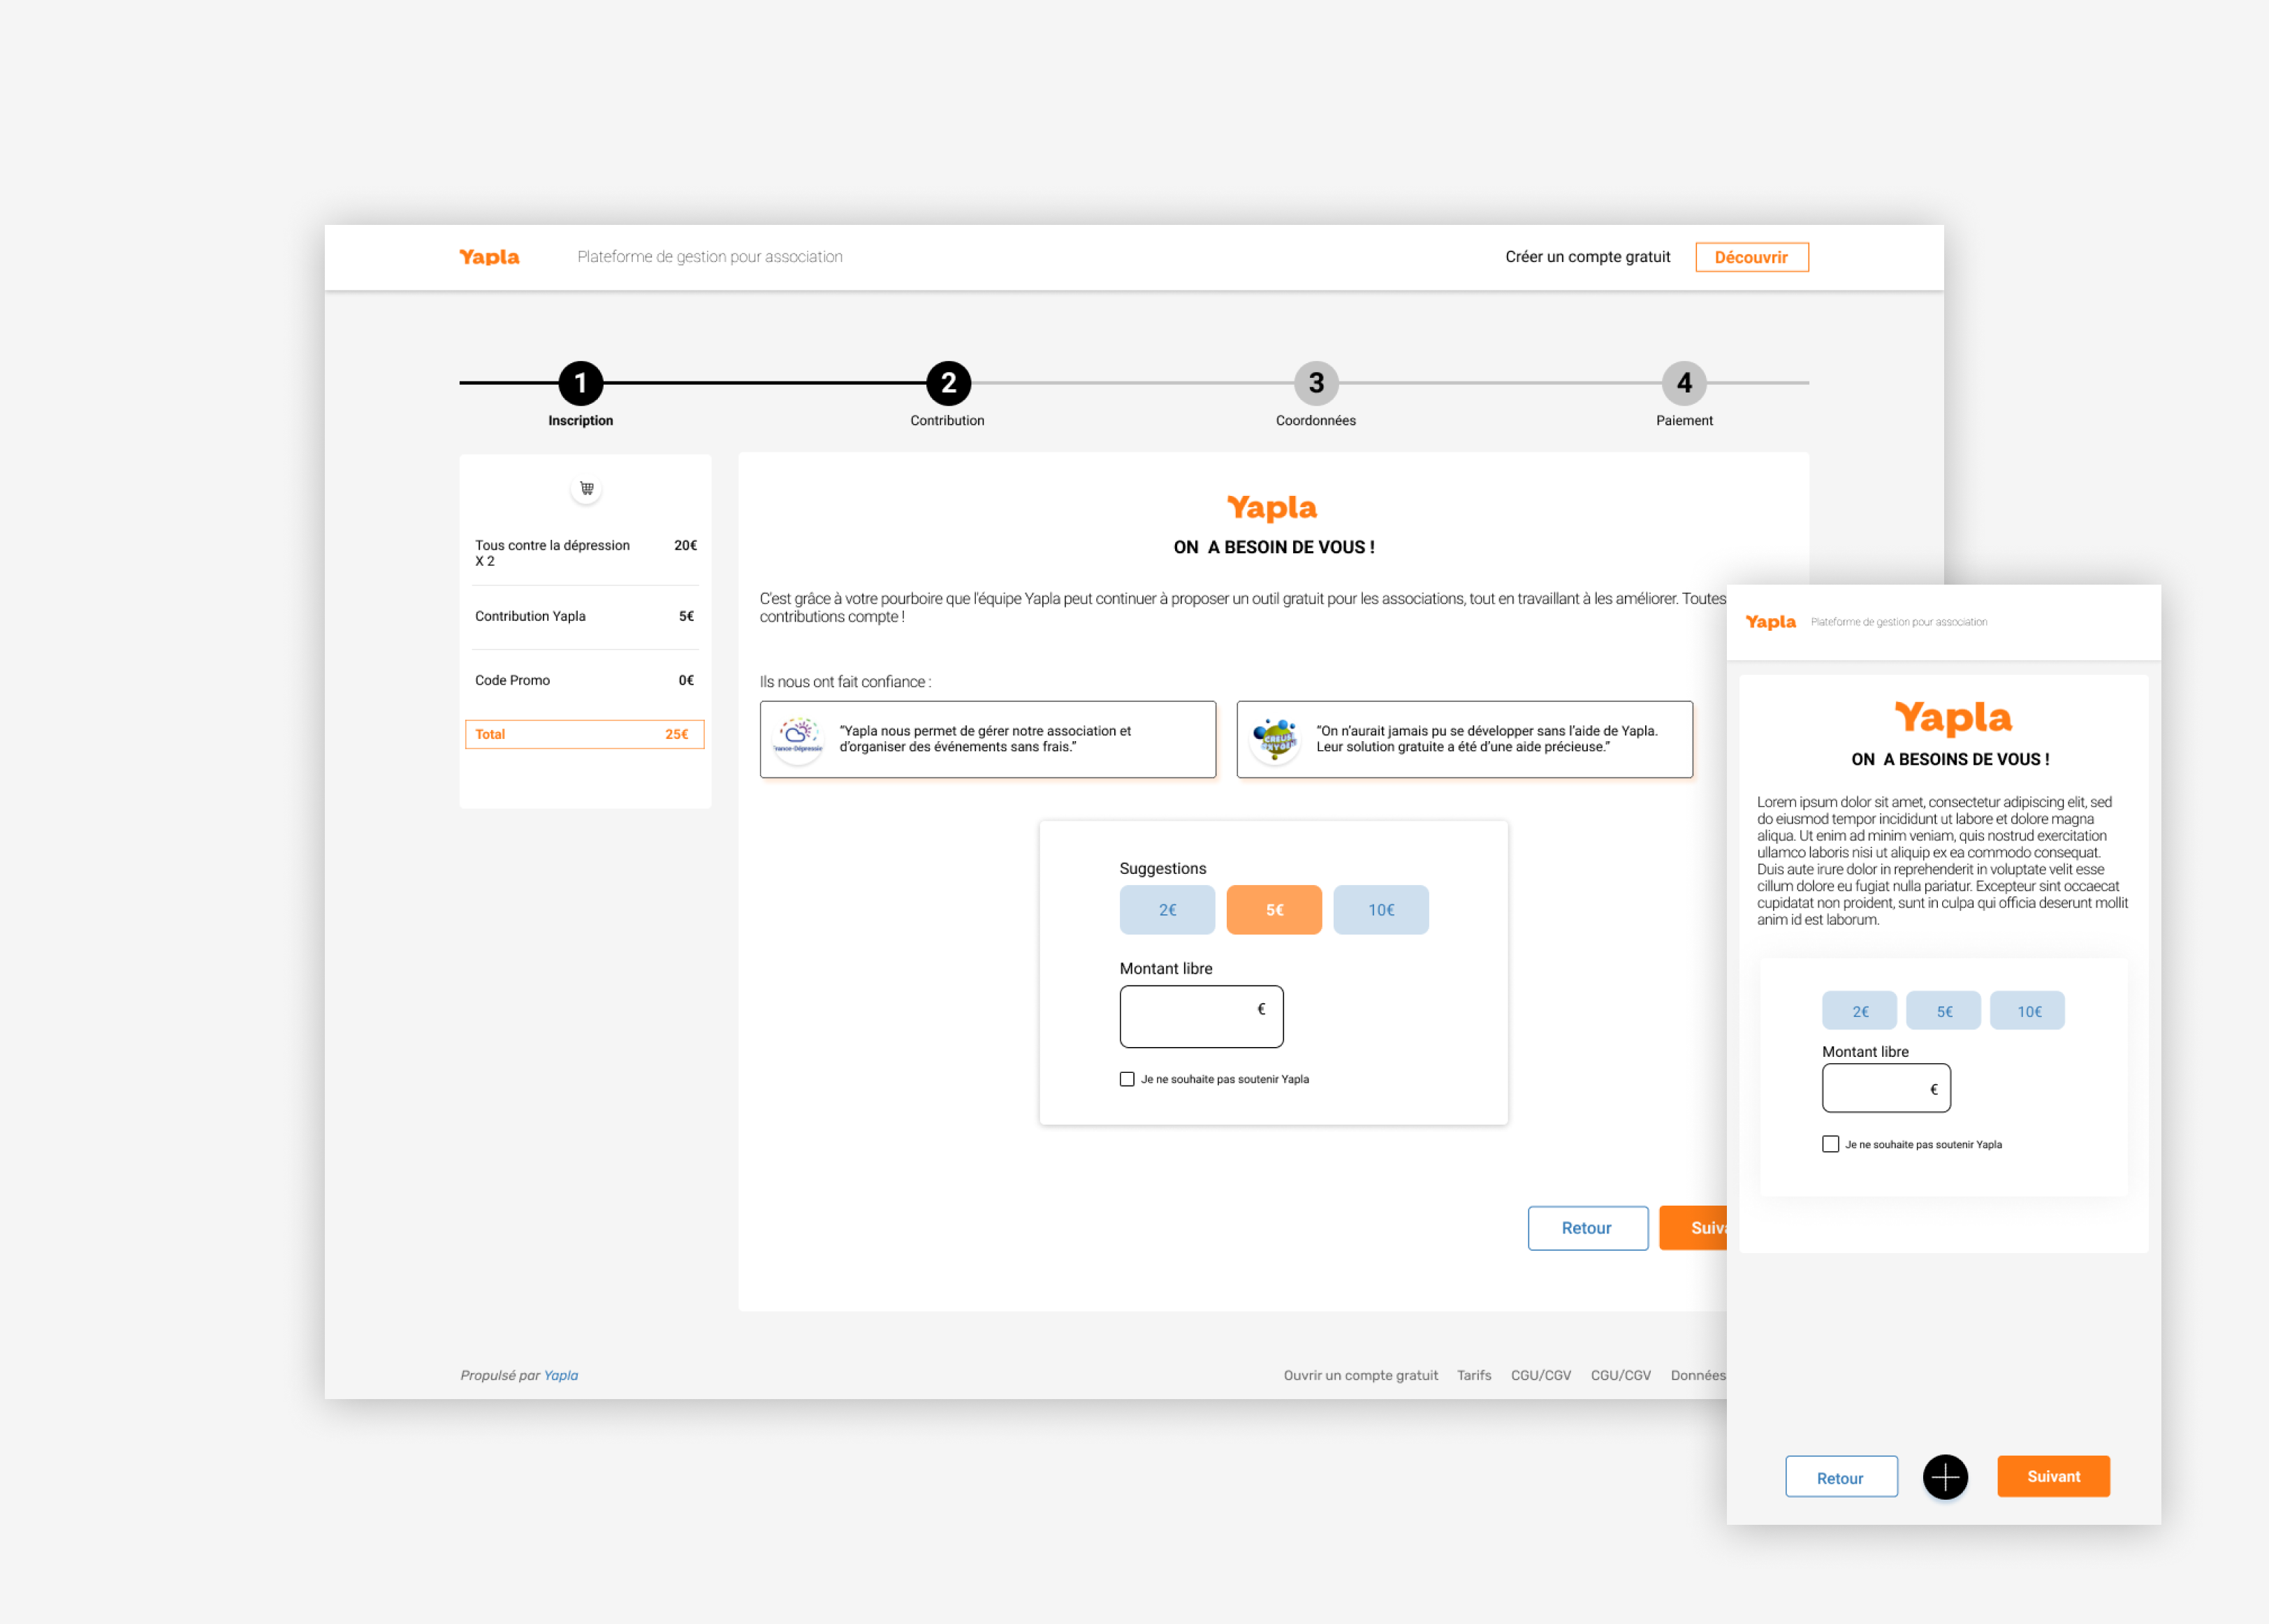 Yapla Plateforme de gestion pour association Créer un compte gratuit Découvrir
1 2 3 4
Inscription Contribution Coordonnées Paiement
Tous contre la dépression 20€
X 2
Contribution Yapla 5€
Code Promo 0€
Total 25€
Yapla
ON A BESOIN DE VOUS !
C'est grâce à votre pourboire que l'équipe Yapla peut continuer à proposer un outil gratuit pour les associations, tout en travaillant à les améliorer. Toutes
contributions compte !
Ils nous ont fait confiance :
"Yapla nous permet de gérer notre association et
d'organiser des événements sans frais."
"On n'aurait jamais pu se développer sans l'aide de Yapla.
Leur solution gratuite a été d'une aide précieuse."
Suggestions
2€ 5€ 10€
Montant libre
€
Je ne souhaite pas soutenir Yapla
Retour
Propulsé par Yapla
Ouvrir un compte gratuit Tarifs CGU/CGV CGU/CGV Données
Yapla Plateforme de gestion pour association
Yapla
ON A BESOINS DE VOUS !
Lorem ipsum dolor sit amet, consectetur adipiscing elit, sed
do eiusmod tempor incididunt ut labore et dolore magna
aliqua. Ut enim ad minim veniam, quis nostrud exercitation
ullamco laboris nisi ut aliquip ex ea commodo consequat.
Duis aute irure dolor in reprehenderit in voluptate velit esse
cillum dolore eu fugiat nulla pariatur. Excepteur sint occaecat
cupidatat non proident, sunt in culpa qui officia deserunt mollit
anim id est laborum.
2€ 5€ 10€
Montant libre
€
Je ne souhaite pas soutenir Yapla
Retour Suivant